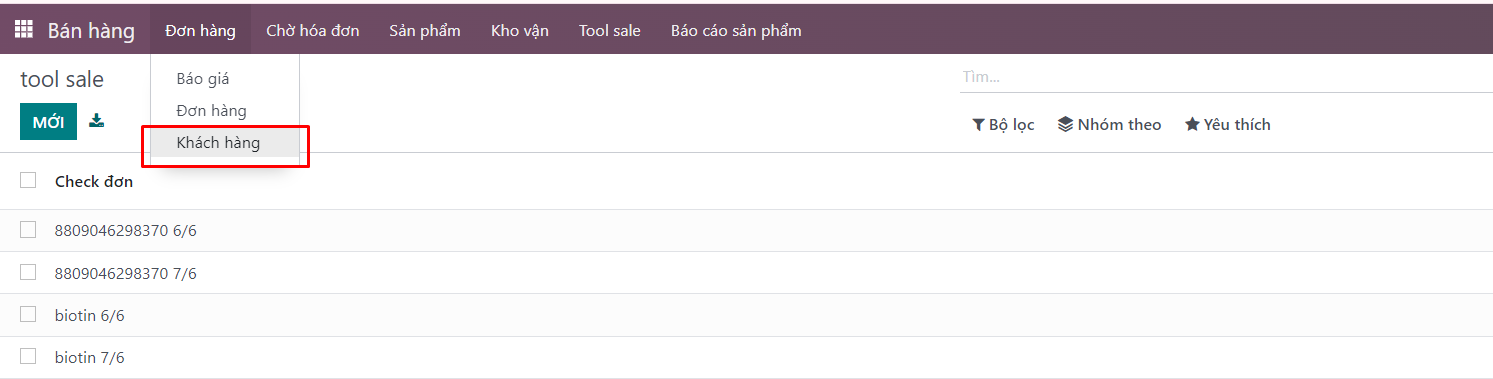 Bán hàng Đơn hàng Chờ hóa đơn Sản phẩm Kho vận Tool sale Báo cáo sản phẩm
tool sale
Báo giá
Tìm...
Đơn hàng
MỚI
Khách hàng
Bộ lọc Nhóm theo Yêu thích
Check đơn
8809046298370 6/6
8809046298370 7/6
biotin 6/6
biotin 7/6